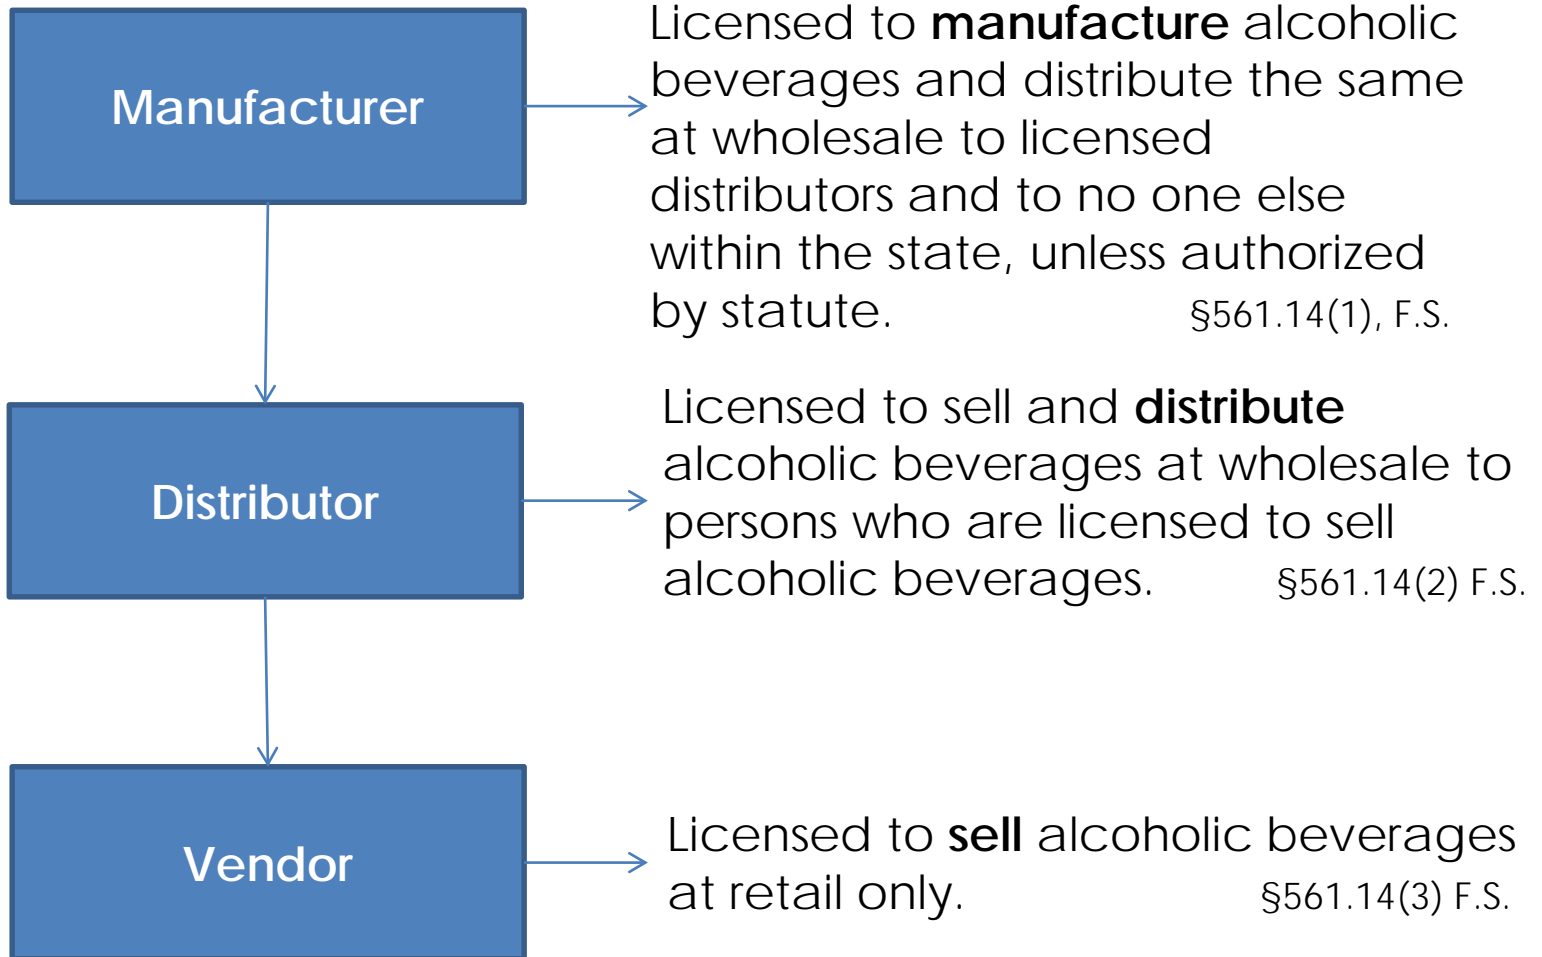 Manufacturer
Licensed to manufacture alcoholic
beverages and distribute the same
at wholesale to licensed
distributors and to no one else
within the state, unless authorized
by statute. §561.14(1), F.S.
Distributor
Licensed to sell and distribute
alcoholic beverages at wholesale to
persons who are licensed to sell
alcoholic beverages. §561.14(2) F.S.
Vendor
Licensed to sell alcoholic beverages
at retail only. §561.14(3) F.S.